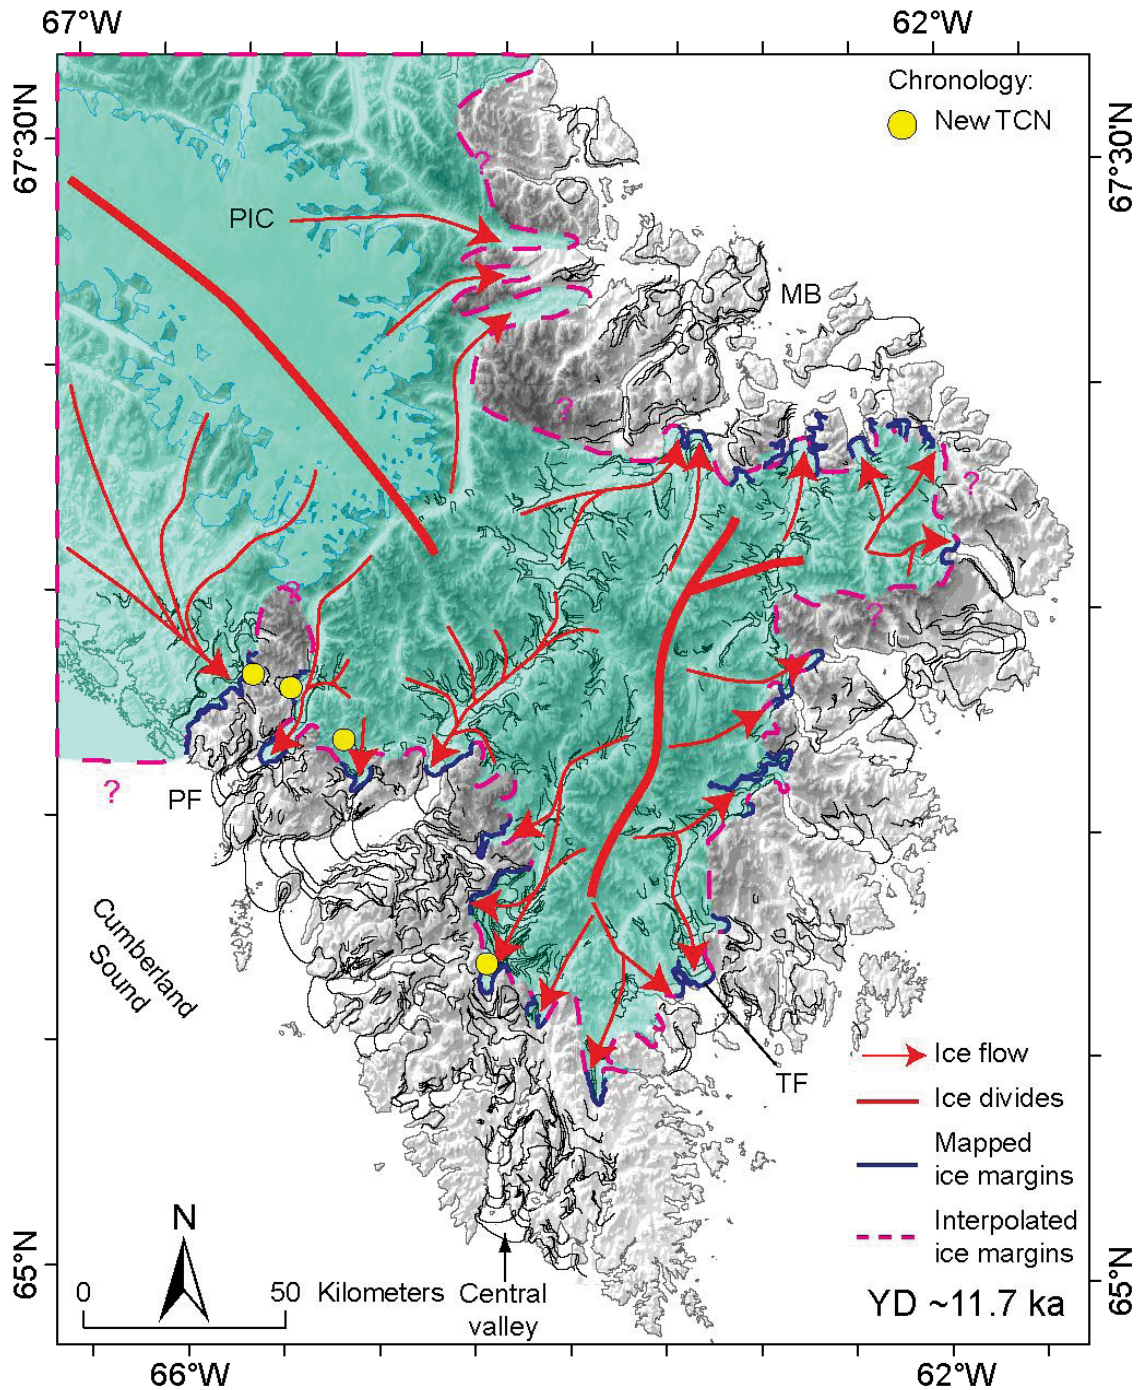 67°W
62°W
Chronology:
New TCN
67°30'N
67°30'N
?
PIC
MB
?
?
?
?
?
PF
Cumberland
Sound
TF
Ice flow
Ice divides
Mapped
ice margins
Interpolated
ice margins
N
0
50
Kilometers
Central
valley
YD ~11.7 ka
65°N
65°N
66°W
62°W